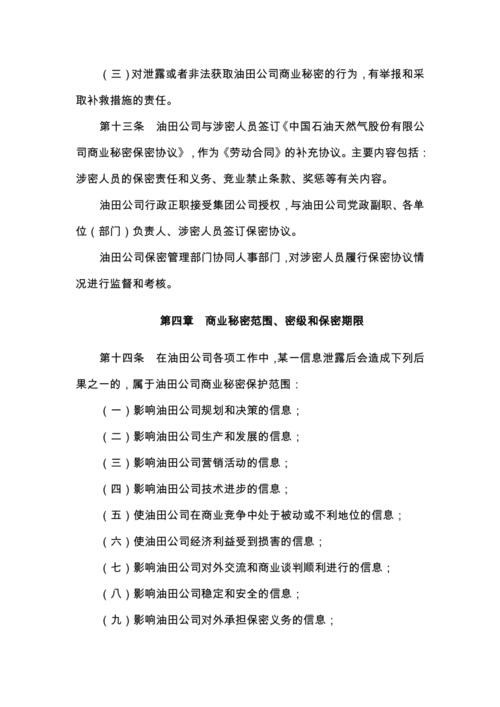 （三）对泄露或者非法获取油田公司商业秘密的行为，有举报和采
取补救措施的责任。
第十三条　油田公司与涉密人员签订《中国石油天然气股份有限公
司商业秘密保密协议》，作为《劳动合同》的补充协议。主要内容包括：
涉密人员的保密责任和义务、竞业禁止条款、奖惩等有关内容。
油田公司行政正职接受集团公司授权，与油田公司党政副职、各单
位（部门）负责人、涉密人员签订保密协议。
油田公司保密管理部门协同人事部门，对涉密人员履行保密协议情
况进行监督和考核。
第四章　商业秘密范围、密级和保密期限
第十四条　在油田公司各项工作中，某一信息泄露后会造成下列后
果之一的，属于油田公司商业秘密保护范围：
（一）影响油田公司规划和决策的信息；
（二）影响油田公司生产和发展的信息；
（三）影响油田公司营销活动的信息；
（四）影响油田公司技术进步的信息；
（五）使油田公司在商业竞争中处于被动或不利地位的信息；
（六）使油田公司经济利益受到损害的信息；
（七）影响油田公司对外交流和商业谈判顺利进行的信息；
（八）影响油田公司稳定和安全的信息；
（九）影响油田公司对外承担保密义务的信息；